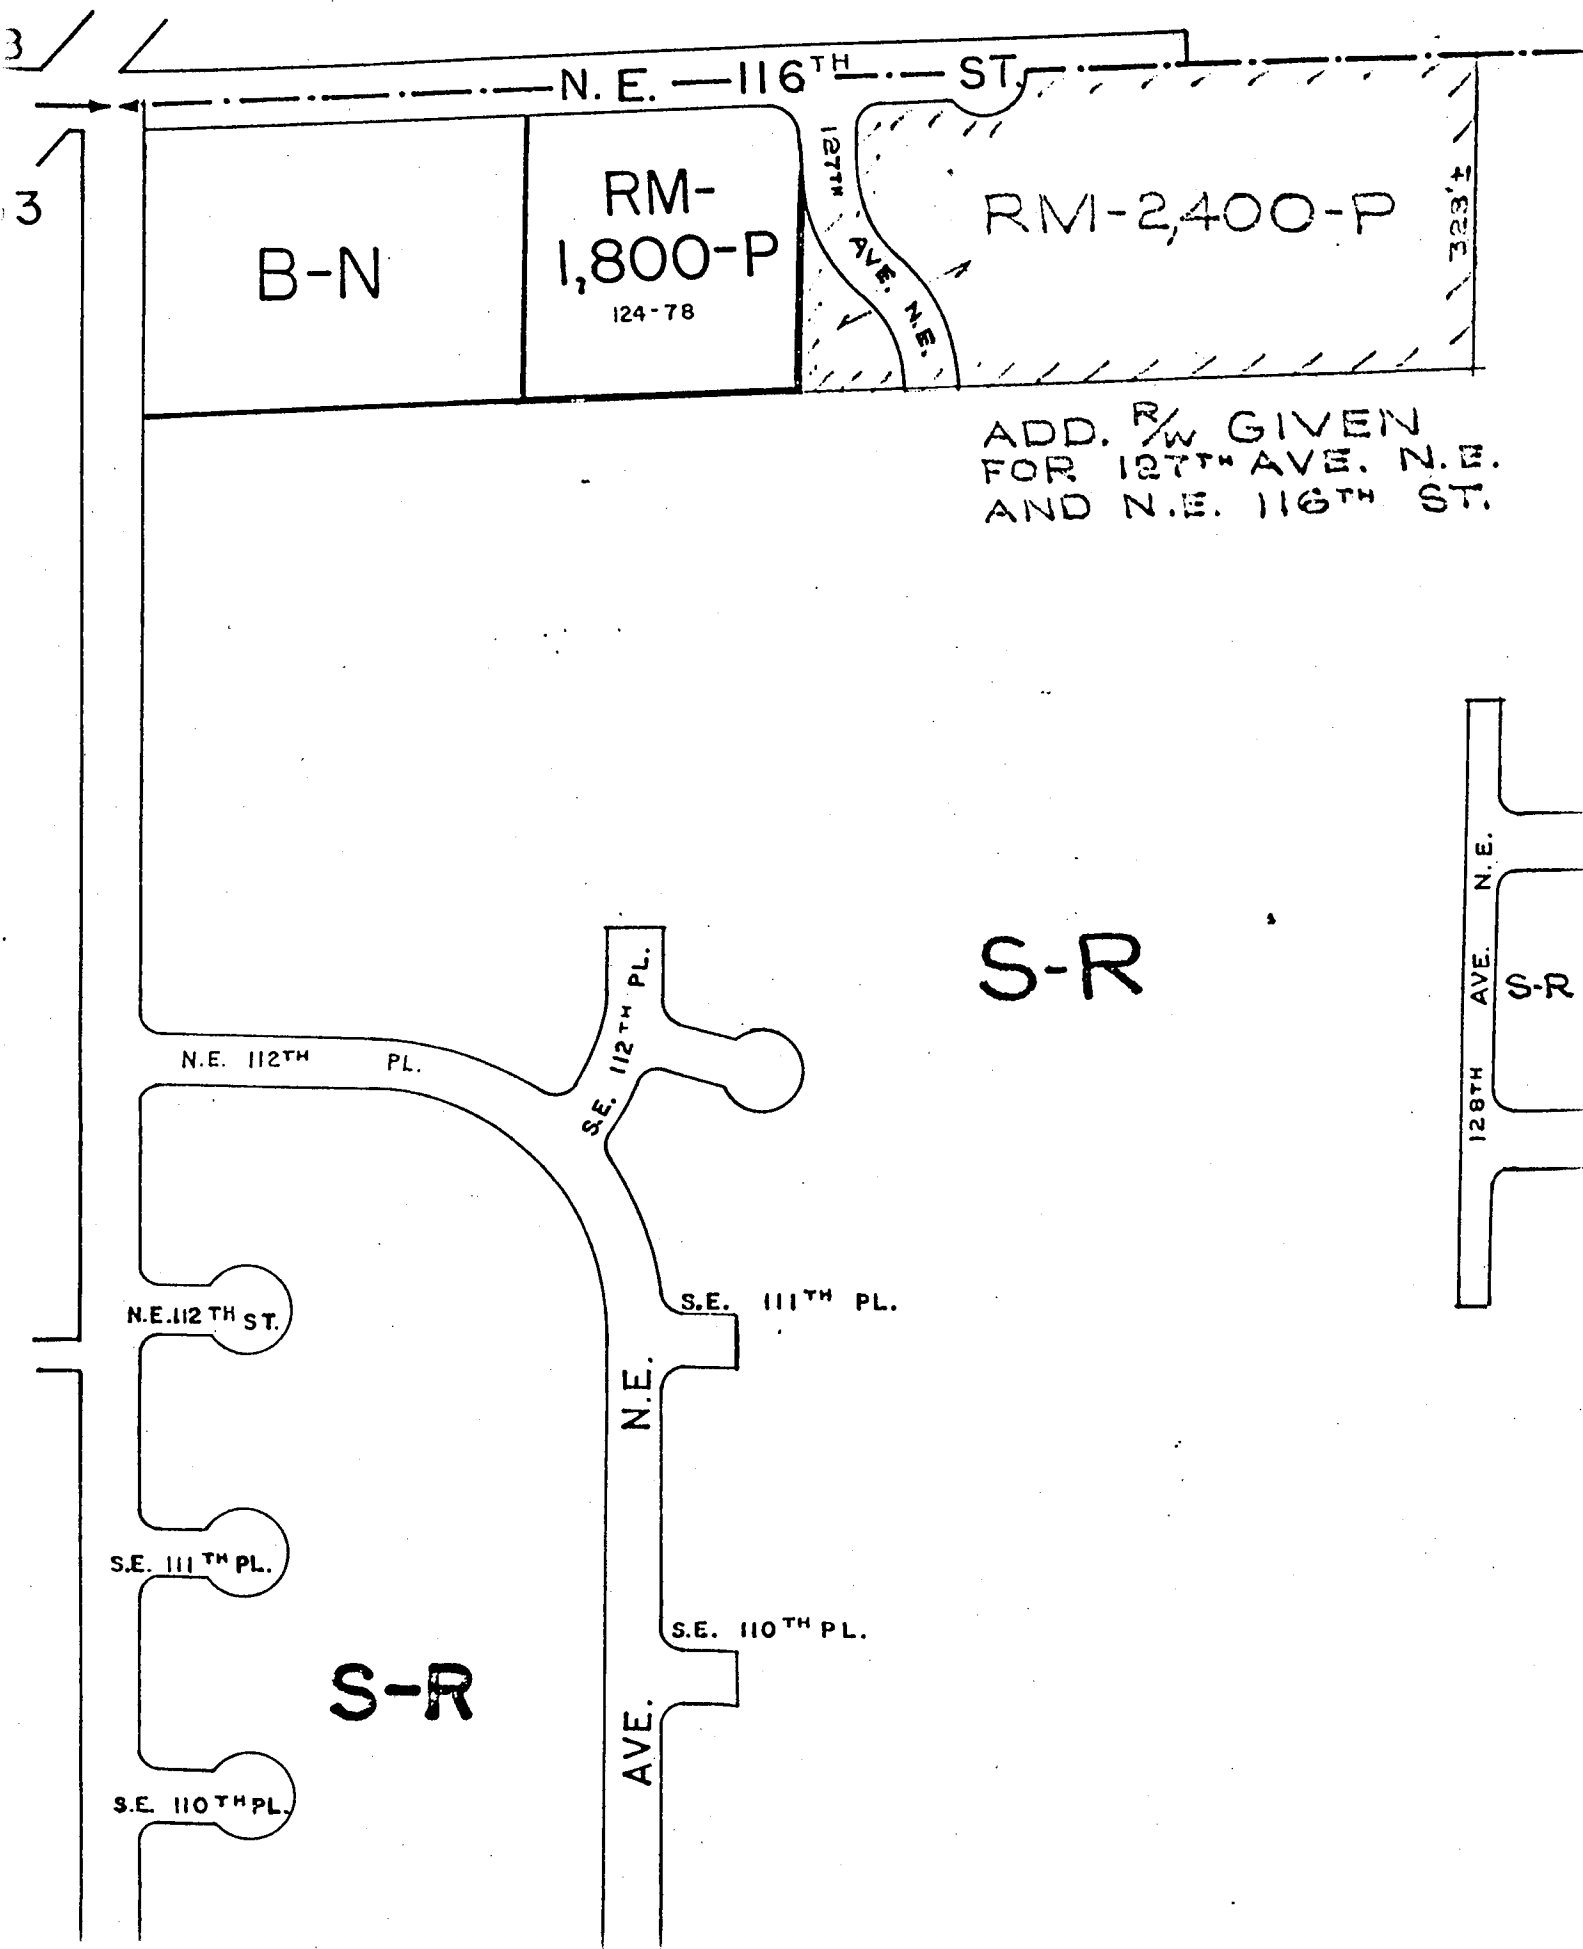 3
N.E. 116TH ST.
3
B-N
RM-
1,800-P
124-78
127TH AVE. N.E.
RM-2,400-P
323'±
ADD. R/W GIVEN
FOR 127TH AVE. N.E.
AND N.E. 116TH ST.
128TH AVE. N.E.
S-R
S-R
N.E. 112TH PL.
S.E. 112TH PL.
N.E.112TH ST.
S.E. 111TH PL.
N.E.
S.E. 111TH PL.
S.E. 110TH PL.
S-R
AVE.
S.E. 110TH PL.